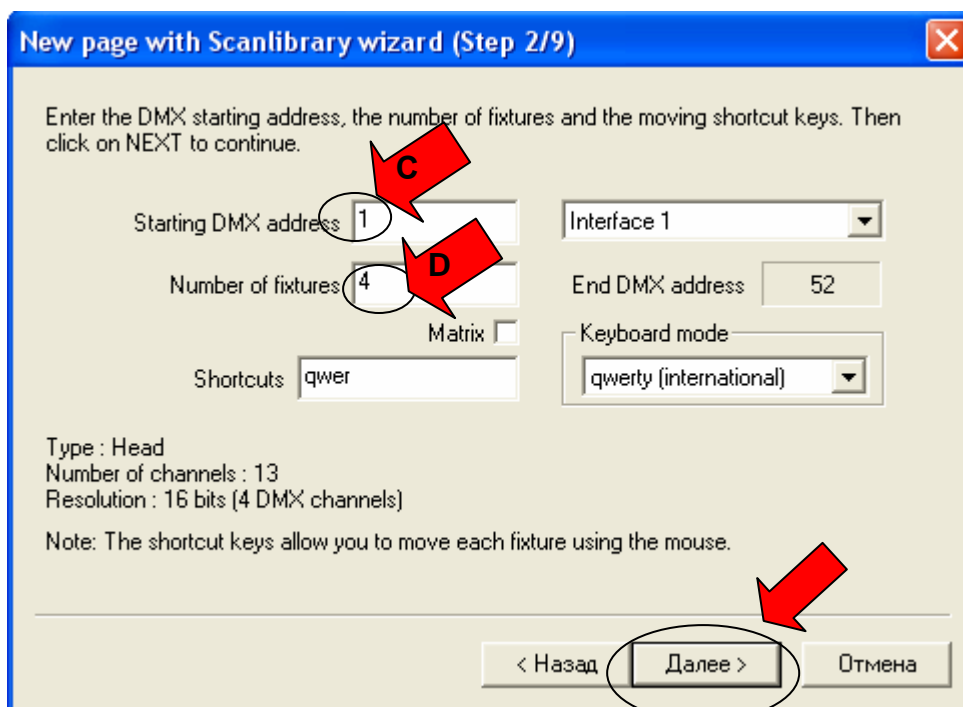 New page with Scanlibrary wizard (Step 2/9)
Enter the DMX starting address, the number of fixtures and the moving shortcut keys. Then
click on NEXT to continue.
C
Starting DMX address 1 Interface 1
D
Number of fixtures 4 End DMX address 52
Matrix Keyboard mode
Shortcuts qwer qwerty (international)
Type : Head
Number of channels : 13
Resolution : 16 bits (4 DMX channels)
Note: The shortcut keys allow you to move each fixture using the mouse.
< Назад Далее > Отмена